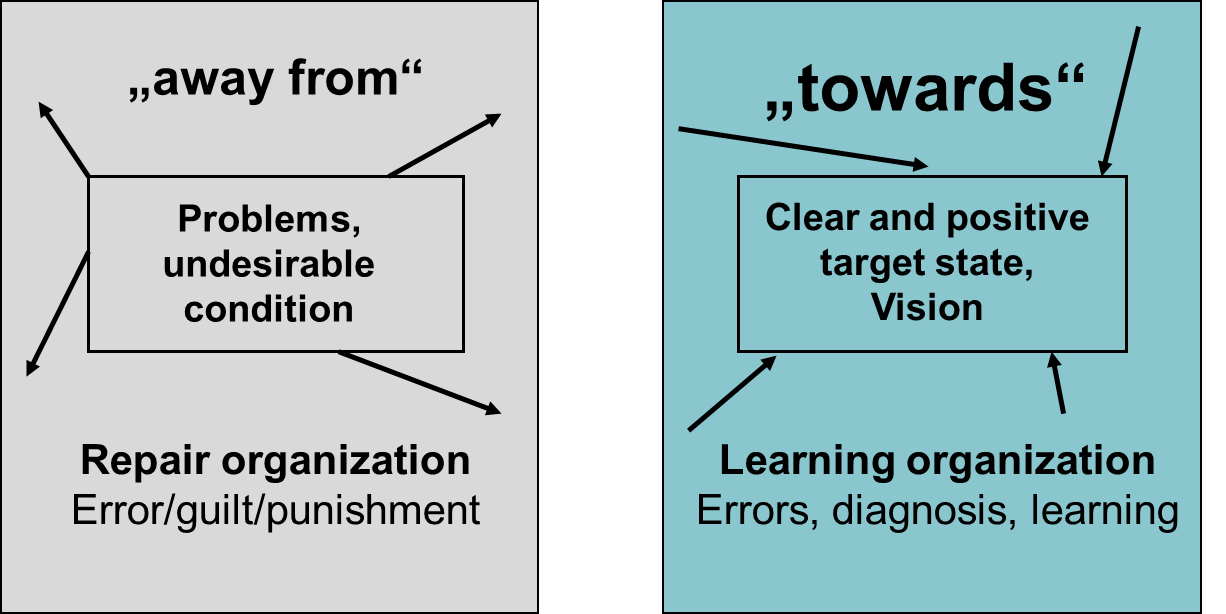 „away from“
Problems,
undesirable
condition
Repair organization
Error/guilt/punishment
„towards“
Clear and positive
target state,
Vision
Learning organization
Errors, diagnosis, learning